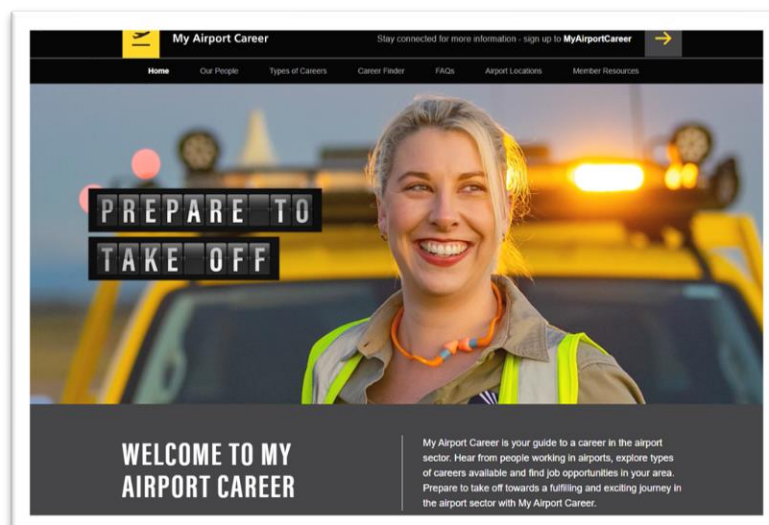 My Airport Career
Stay connected for more information - sign up to MyAirportCareer
Home Our People Types of Careers Career Finder FAQs Airport Locations Member Resources
PREPARE TO
TAKE OFF
WELCOME TO MY
AIRPORT CAREER
My Airport Career is your guide to a career in the airport
sector. Hear from people working in airports, explore types
of careers available and find job opportunities in your area.
Prepare to take off towards a fulfilling and exciting journey in
the airport sector with My Airport Career.